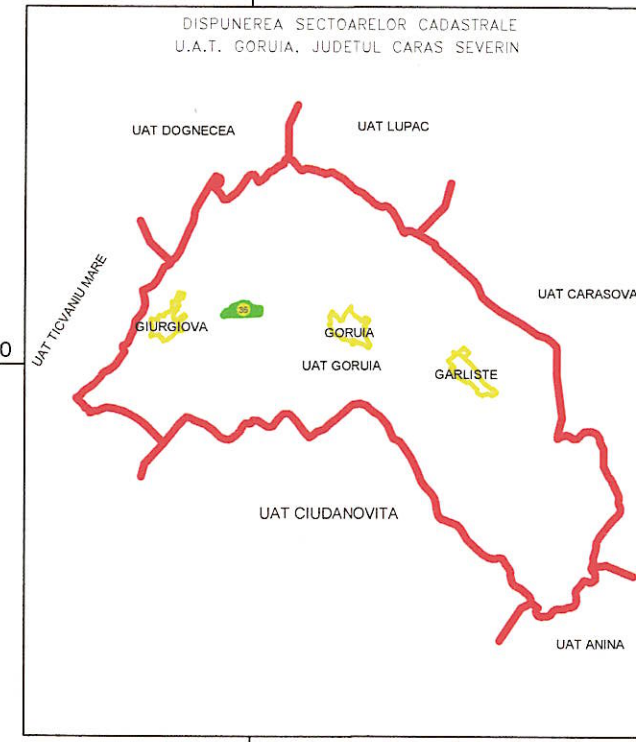 DISPUNEREA SECTOARELOR CADASTRALE
U.A.T. GORUIA, JUDETUL CARAS SEVERIN
UAT DOGNECEA
UAT LUPAC
UAT TICVANIU MARE
UAT CARASOVA
36
GIURGIOVA
GORUIA
0
UAT GORUIA
GARLISTE
UAT CIUDANOVITA
UAT ANINA